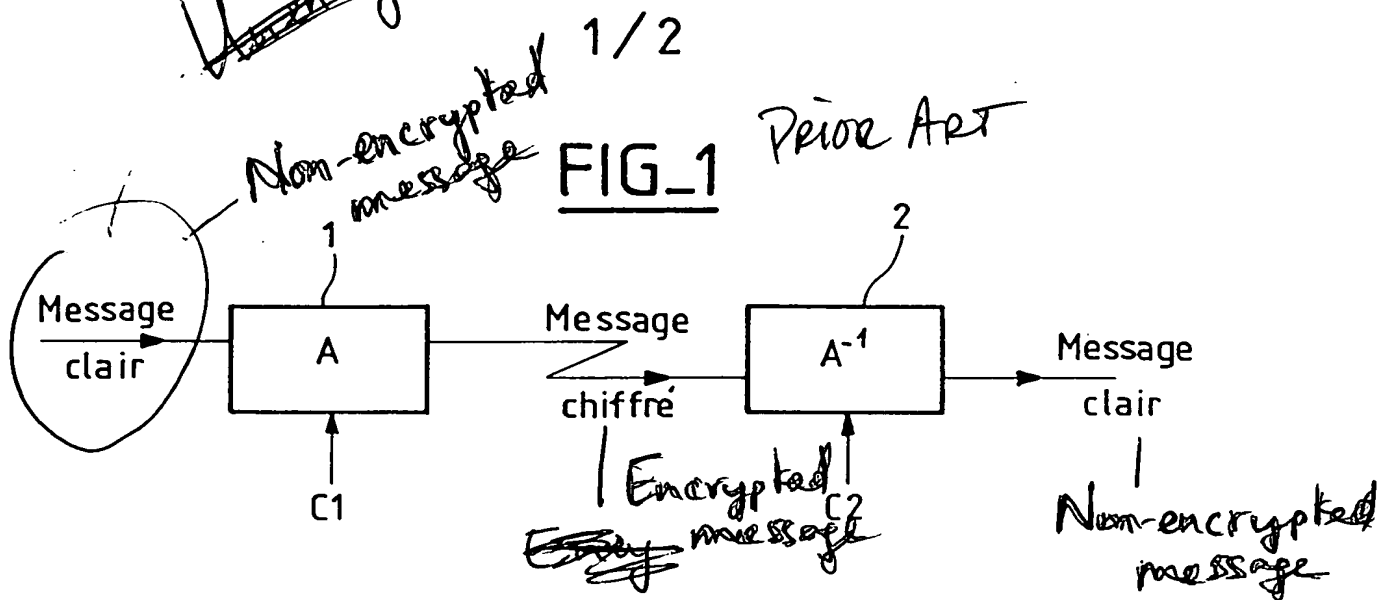 1/2
Non-encrypted
message
FIG_1
PRIOR ART
1
2
Message
clair
A
Message
chiffré
A⁻¹
Message
clair
C1
C2
Encrypted
message
Non-encrypted
message